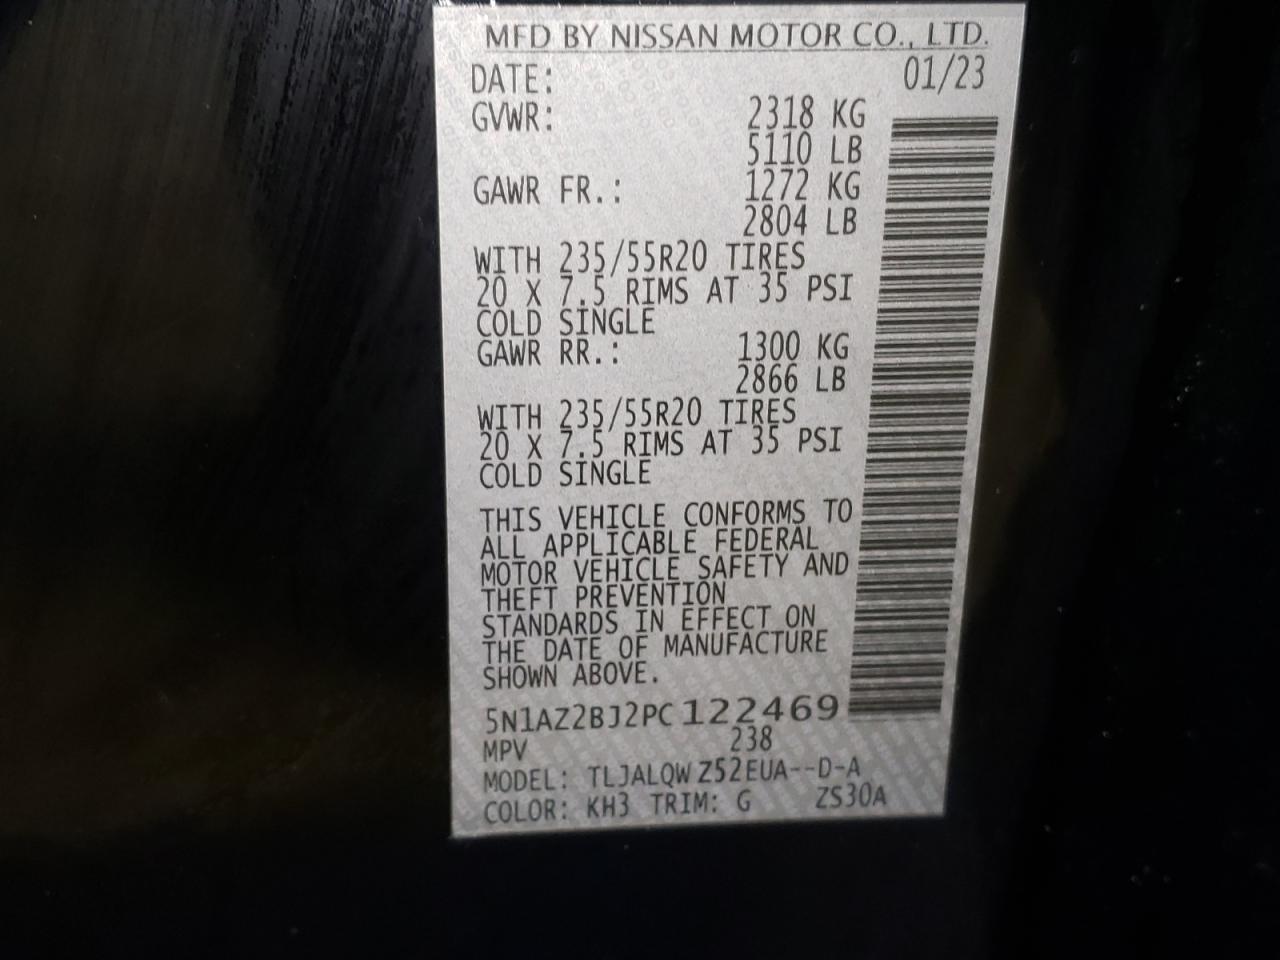 MFD BY NISSAN MOTOR CO., LTD.
DATE: 01/23
GVWR: 2318 KG
5110 LB
GAWR FR.: 1272 KG
2804 LB
WITH 235/55R20 TIRES
20 X 7.5 RIMS AT 35 PSI
COLD SINGLE
GAWR RR.: 1300 KG
2866 LB
WITH 235/55R20 TIRES
20 X 7.5 RIMS AT 35 PSI
COLD SINGLE
THIS VEHICLE CONFORMS TO
ALL APPLICABLE FEDERAL
MOTOR VEHICLE SAFETY AND
THEFT PREVENTION
STANDARDS IN EFFECT ON
THE DATE OF MANUFACTURE
SHOWN ABOVE.
5N1AZ2BJ2PC122469
MPV 238
MODEL: TLJALQW Z52EUA--D-A
COLOR: KH3 TRIM: G ZS30A